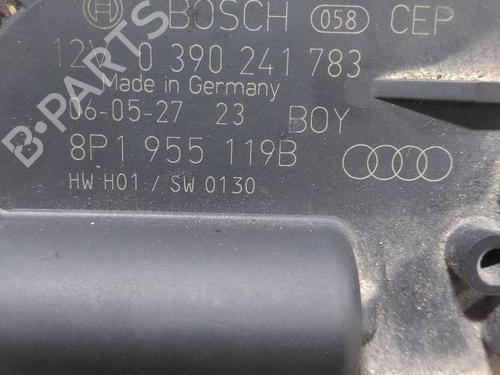 BOSCH 058 CEP
12V 0 390 241 783
Made in Germany
06-05-27 23 BOY
8P1 955 119B
HW H01 / SW 0130
B-PARTS